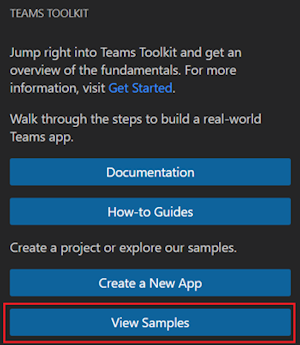 TEAMS TOOLKIT
Jump right into Teams Toolkit and get an
overview of the fundamentals. For more
information, visit Get Started.
Walk through the steps to build a real-world
Teams app.
Documentation
How-to Guides
Create a project or explore our samples.
Create a New App
View Samples